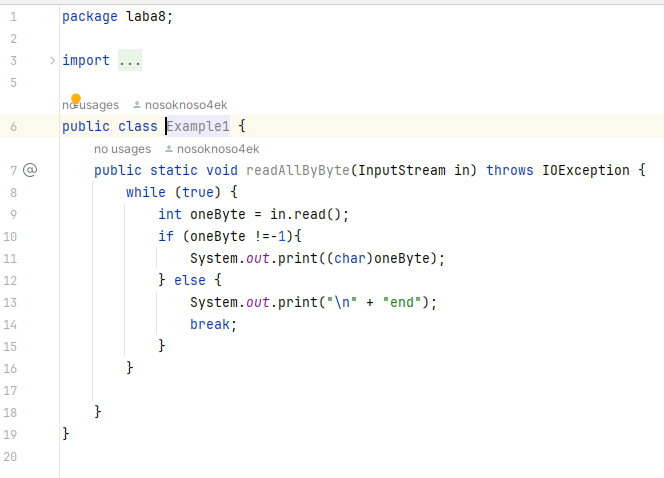 1 package laba8;
2
3 import ...
5
no usages nosoknoso4ek
6 public class Example1 {
no usages nosoknoso4ek
7 public static void readAllByByte(InputStream in) throws IOException {
8 while (true) {
9 int oneByte = in.read();
10 if (oneByte !=-1){
11 System.out.print((char)oneByte);
12 } else {
13 System.out.print("\n" + "end");
14 break;
15 }
16 }
17
18 }
19 }
20